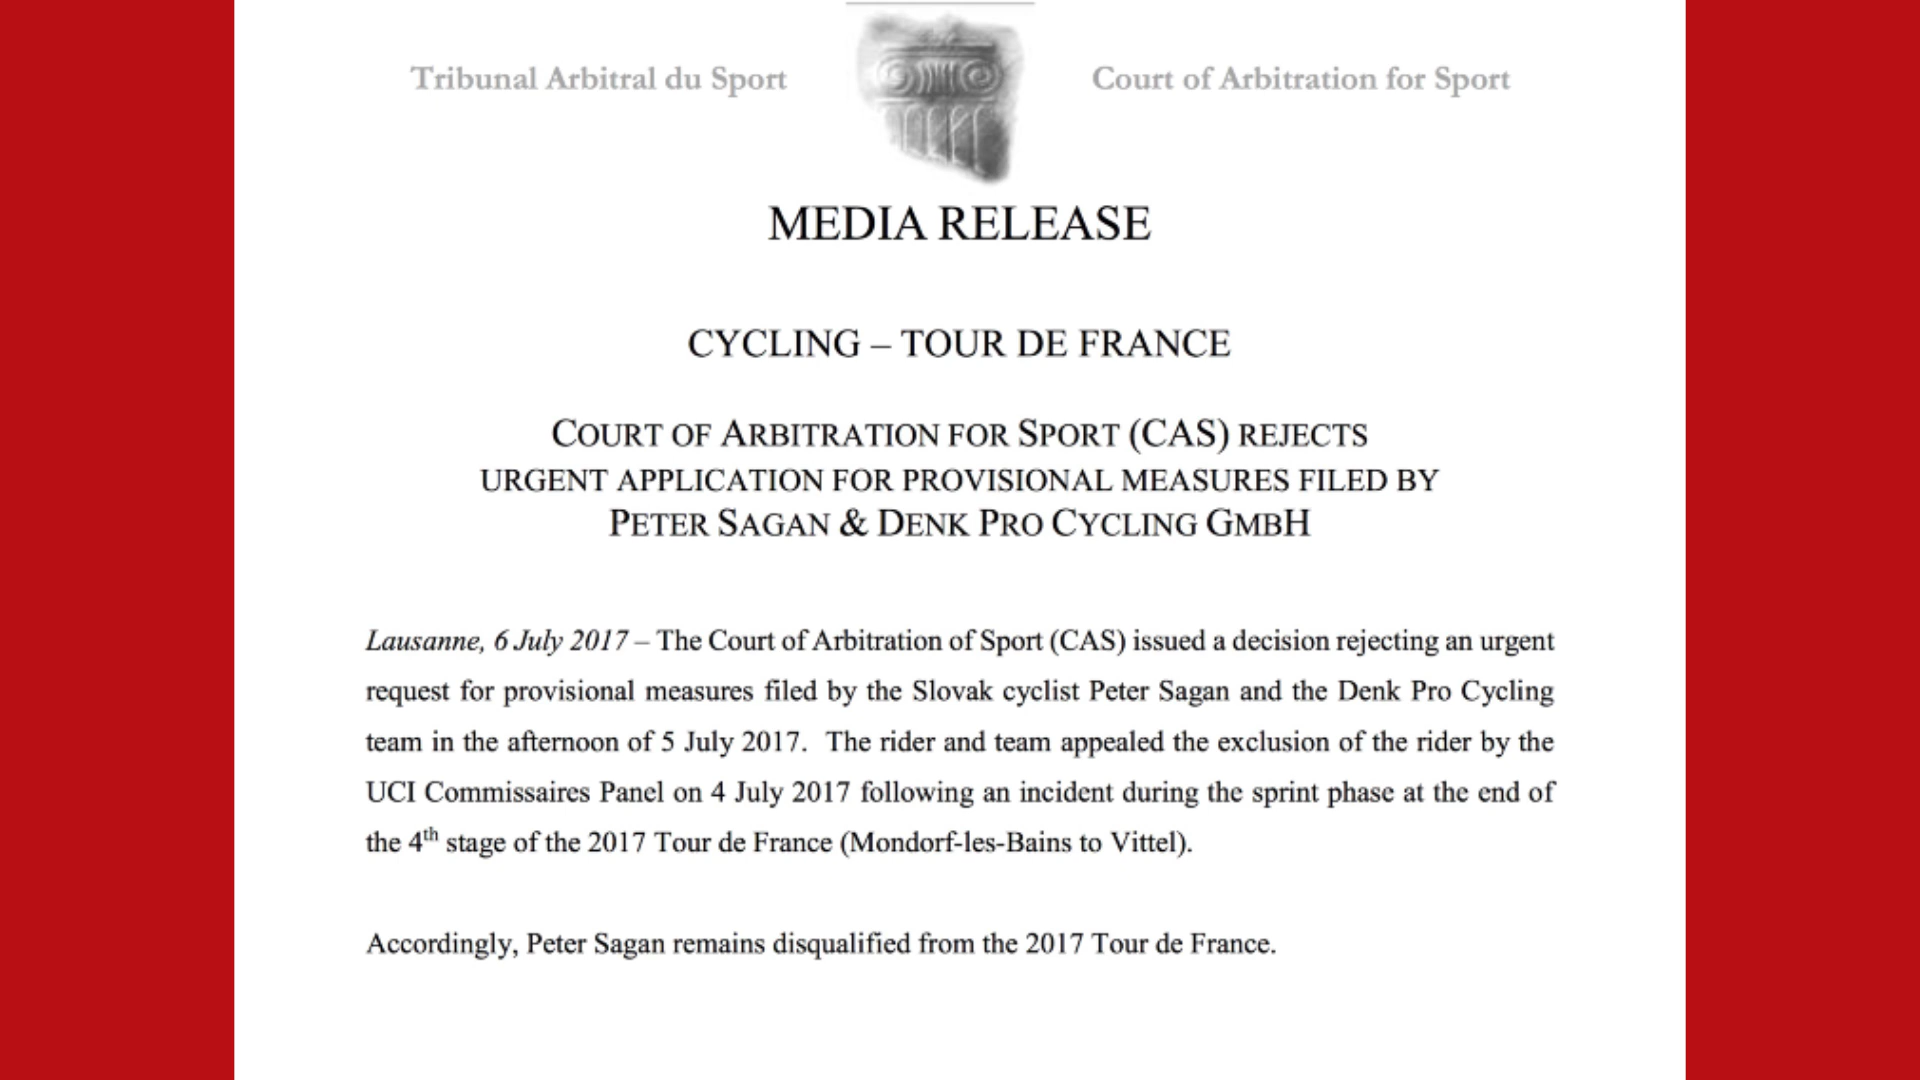 Tribunal Arbitral du Sport
Court of Arbitration for Sport
MEDIA RELEASE
CYCLING – TOUR DE FRANCE
COURT OF ARBITRATION FOR SPORT (CAS) REJECTS
URGENT APPLICATION FOR PROVISIONAL MEASURES FILED BY
PETER SAGAN & DENK PRO CYCLING GMBH
Lausanne, 6 July 2017 – The Court of Arbitration of Sport (CAS) issued a decision rejecting an urgent
request for provisional measures filed by the Slovak cyclist Peter Sagan and the Denk Pro Cycling
team in the afternoon of 5 July 2017.  The rider and team appealed the exclusion of the rider by the
UCI Commissaires Panel on 4 July 2017 following an incident during the sprint phase at the end of
the 4th stage of the 2017 Tour de France (Mondorf-les-Bains to Vittel).
Accordingly, Peter Sagan remains disqualified from the 2017 Tour de France.